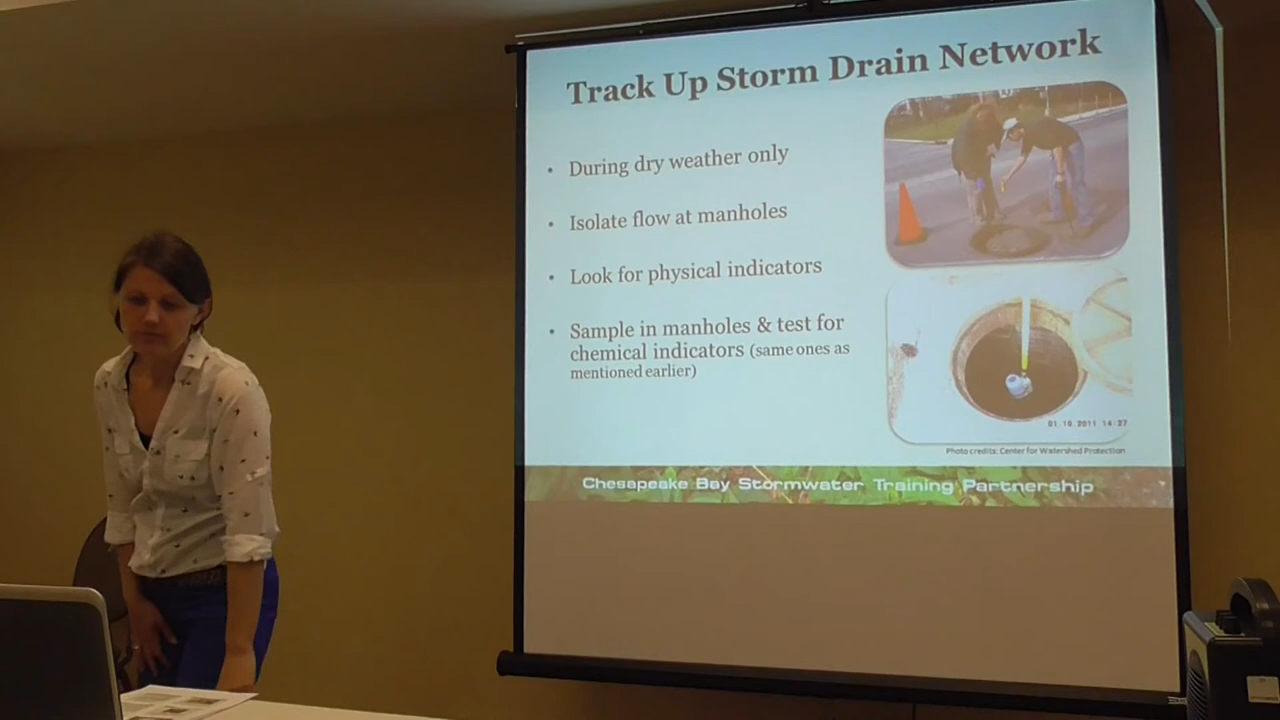 Track Up Storm Drain Network
• During dry weather only
• Isolate flow at manholes
• Look for physical indicators
• Sample in manholes & test for
chemical indicators (same ones as
mentioned earlier)
01.10.2011 14:37
Photo credits: Center for Watershed Protection
Chesapeake Bay Stormwater Training Partnership